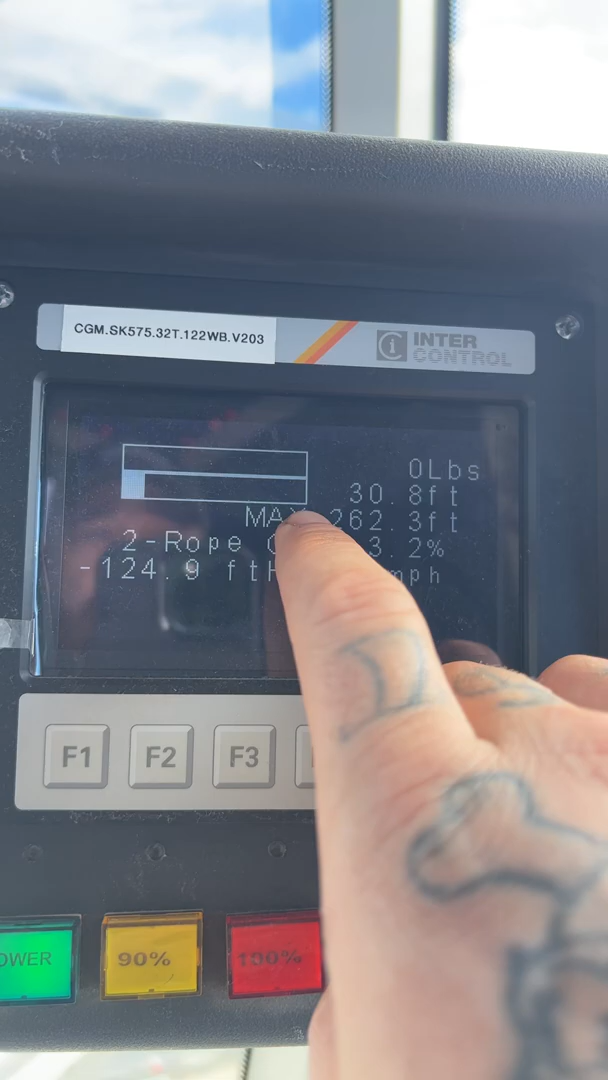 CGM.SK575.32T.122WB.V203
INTER
CONTROL
0Lbs
30.8ft
MAX 262.3ft
2-Rope 3.2%
-124.9 ft mph
F1 F2 F3
90% 100%